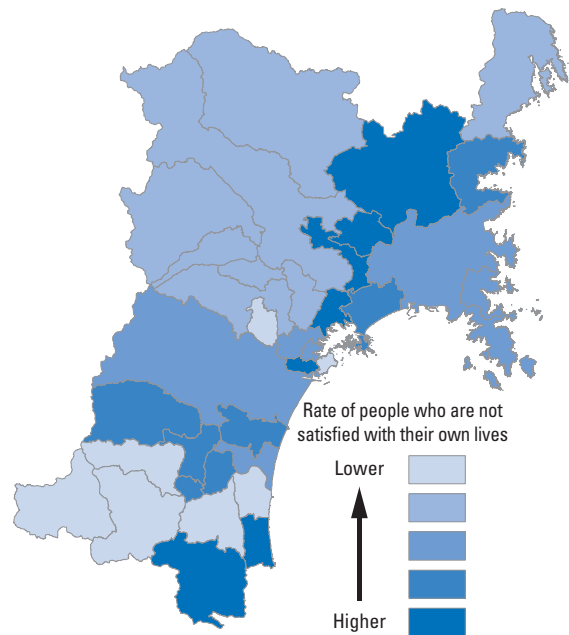 Rate of people who are not
satisfied with their own lives
Lower
Higher